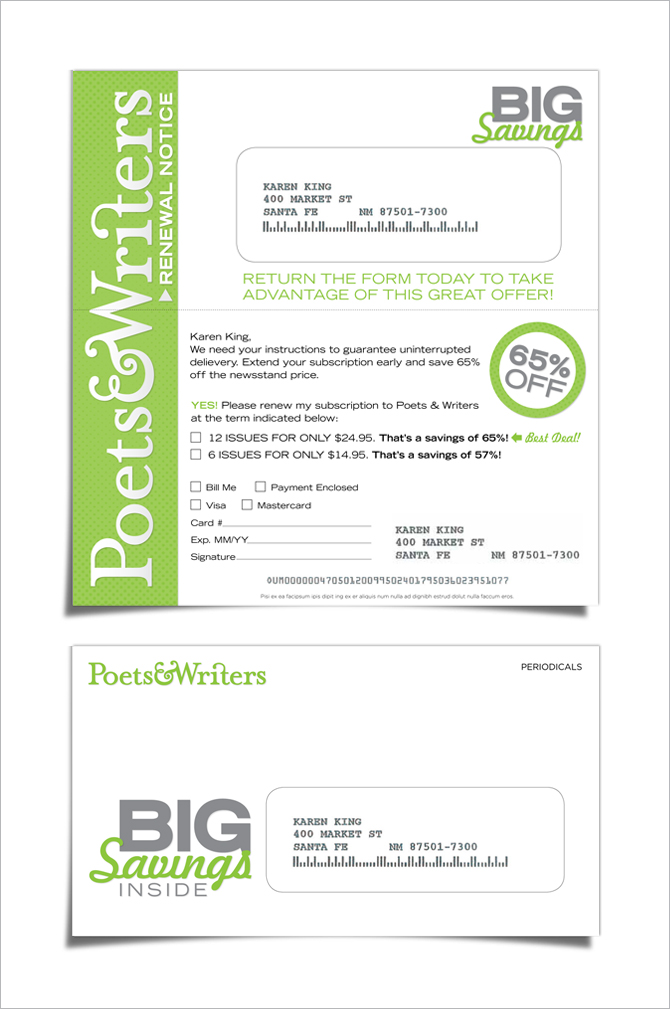 Poets&Writers
▶RENEWAL NOTICE
BIG
Savings
KAREN KING
400 MARKET ST
SANTA FE NM 87501-7300
RETURN THE FORM TODAY TO TAKE
ADVANTAGE OF THIS GREAT OFFER!
Karen King,
We need your instructions to guarantee uninterrupted
delievery. Extend your subscription early and save 65%
off the newsstand price.
65%
OFF
YES! Please renew my subscription to Poets & Writers
at the term indicated below:
12 ISSUES FOR ONLY $24.95. That's a savings of 65%! Best Deal!
6 ISSUES FOR ONLY $14.95. That's a savings of 57%!
Bill Me Payment Enclosed
Visa Mastercard
Card #
Exp. MM/YY
Signature
KAREN KING
400 MARKET ST
SANTA FE NM 87501-7300
0UM00000047050120099502401795036023951077
Psi ex ea facipsum ipis dipit ing ex er aliquis num nulla ad dignibh estrud dolut nulla faccum eros.
Poets&Writers
PERIODICALS
BIG
Savings
INSIDE
KAREN KING
400 MARKET ST
SANTA FE NM 87501-7300